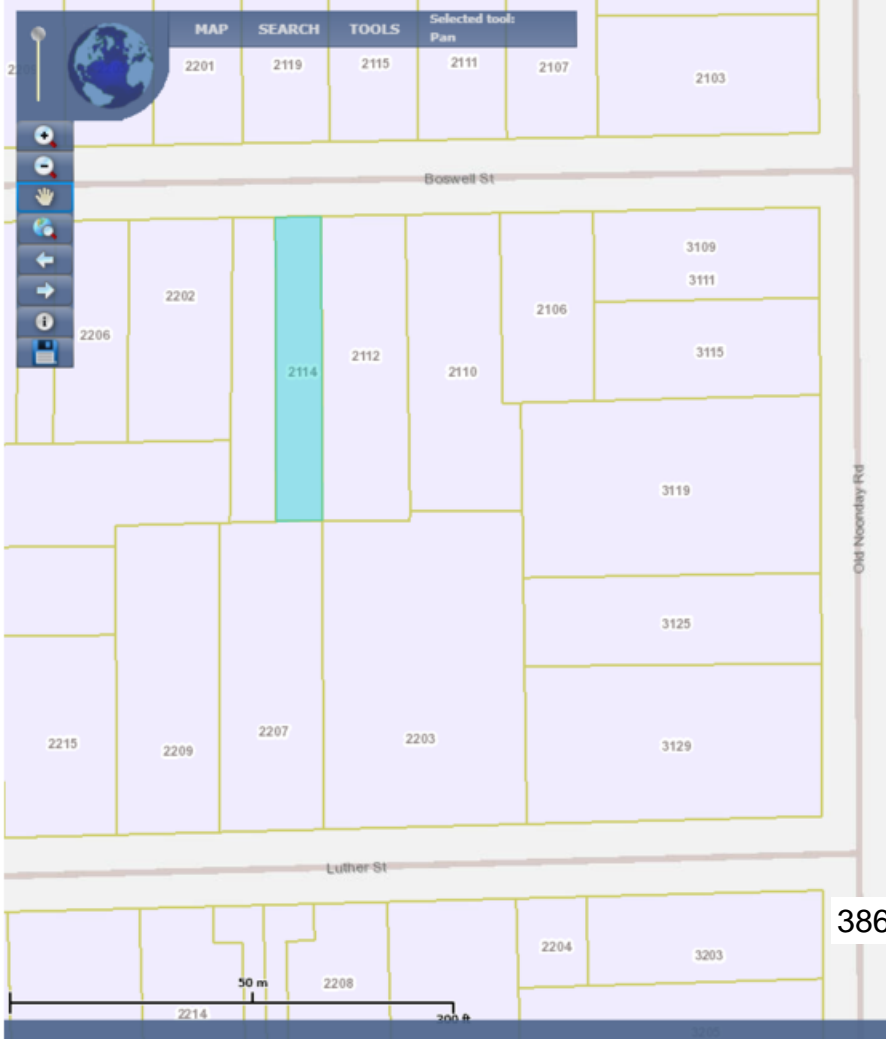 MAP SEARCH TOOLS Selected tool:
Pan
2201 2119 2115 2111 2107 2103
Boswell St
3109
2202 3111
2206 2106
2112 3115
2114 2110
3119
Old Noonday Rd
3125
2207 2203 3129
2215 2209
Luther St
386
2204 3203
50 m
2208
2214 200 ft